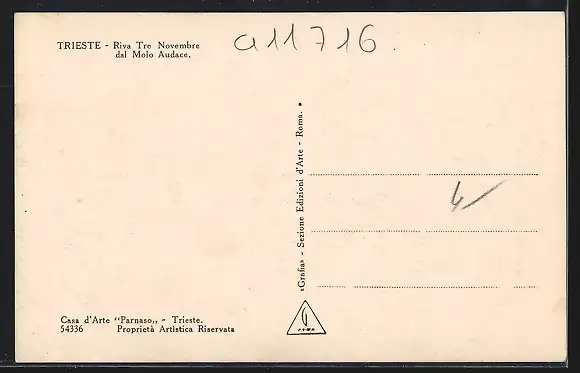 TRIESTE - Riva Tre Novembre
dal Molo Audace.
a11716
«Grafia» - Sezione Edizioni d'Arte - Roma.
4
Casa d'Arte "Parnaso„ - Trieste.
54336 Proprietà Artistica Riservata